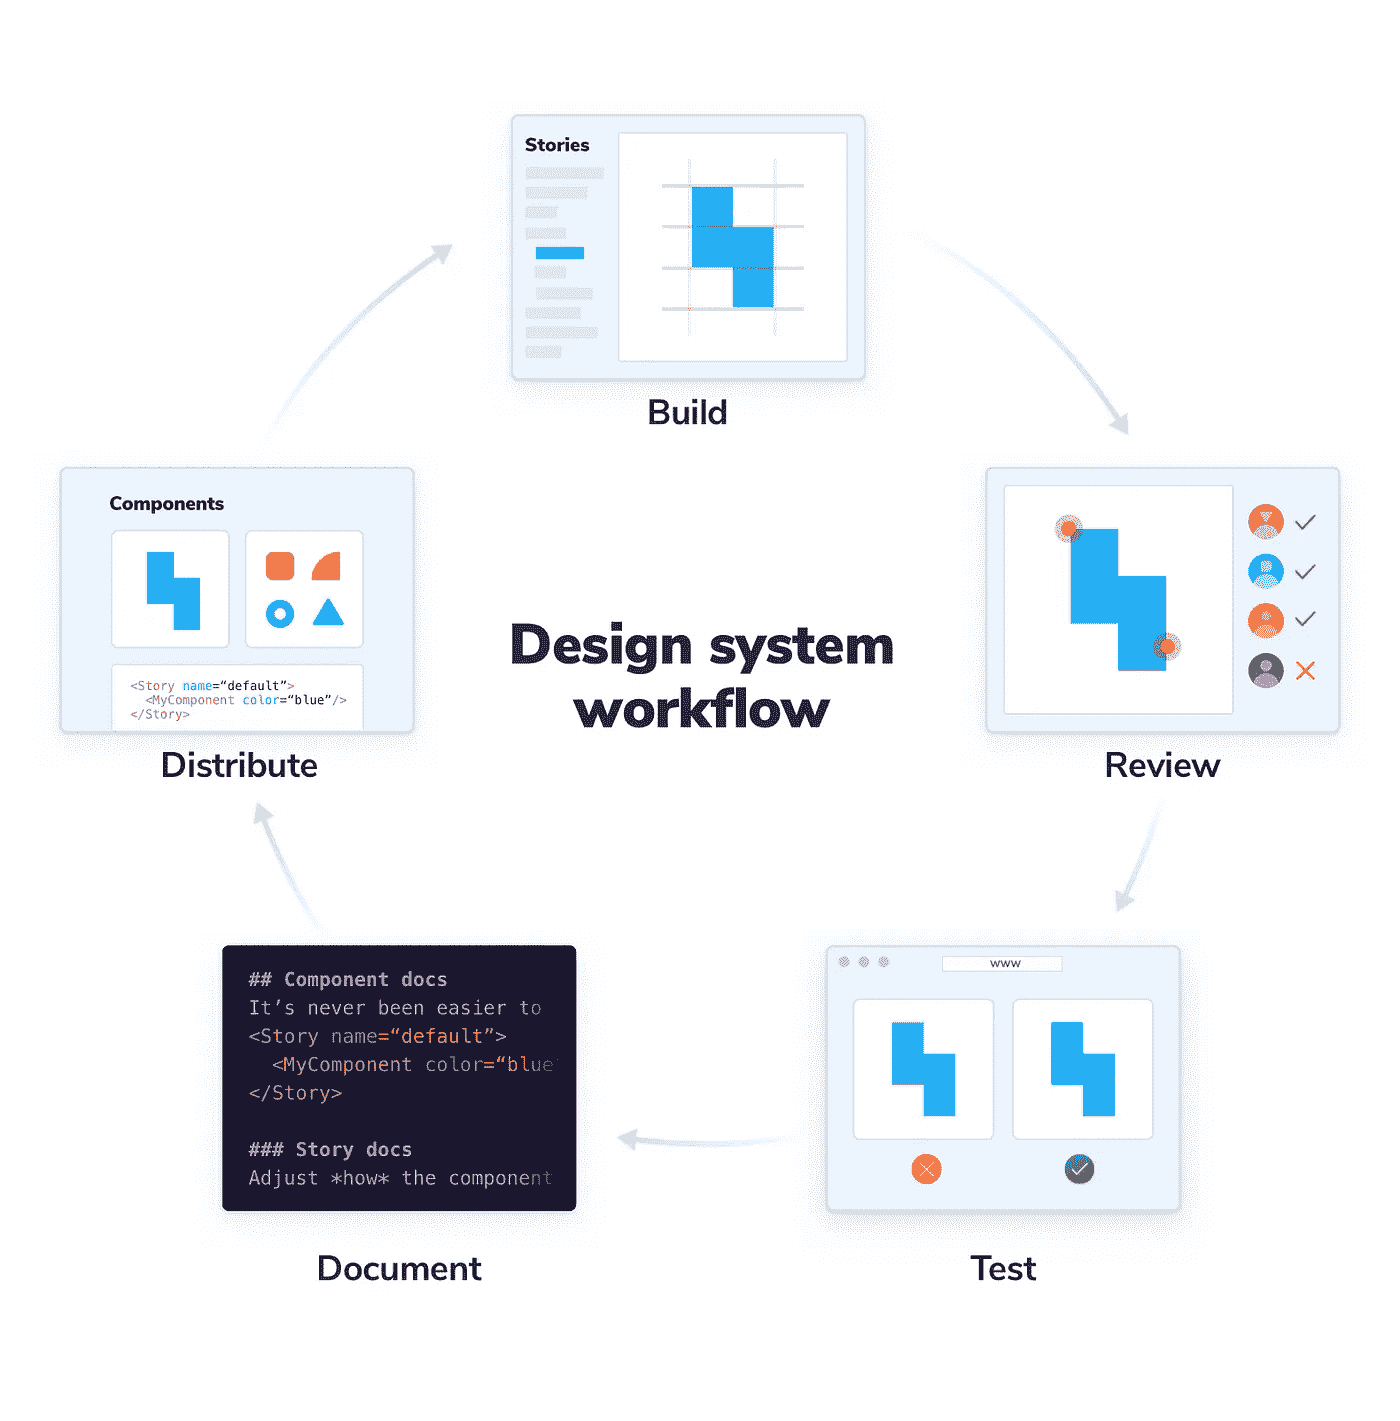 Stories
Build
Components
<Story name=“default”>
<MyComponent color=“blue”/>
</Story>
Distribute
Design system
workflow
Review
## Component docs
It’s never been easier to
<Story name=“default”>
<MyComponent color=“blue
</Story>
### Story docs
Adjust *how* the component
Document
www
Test